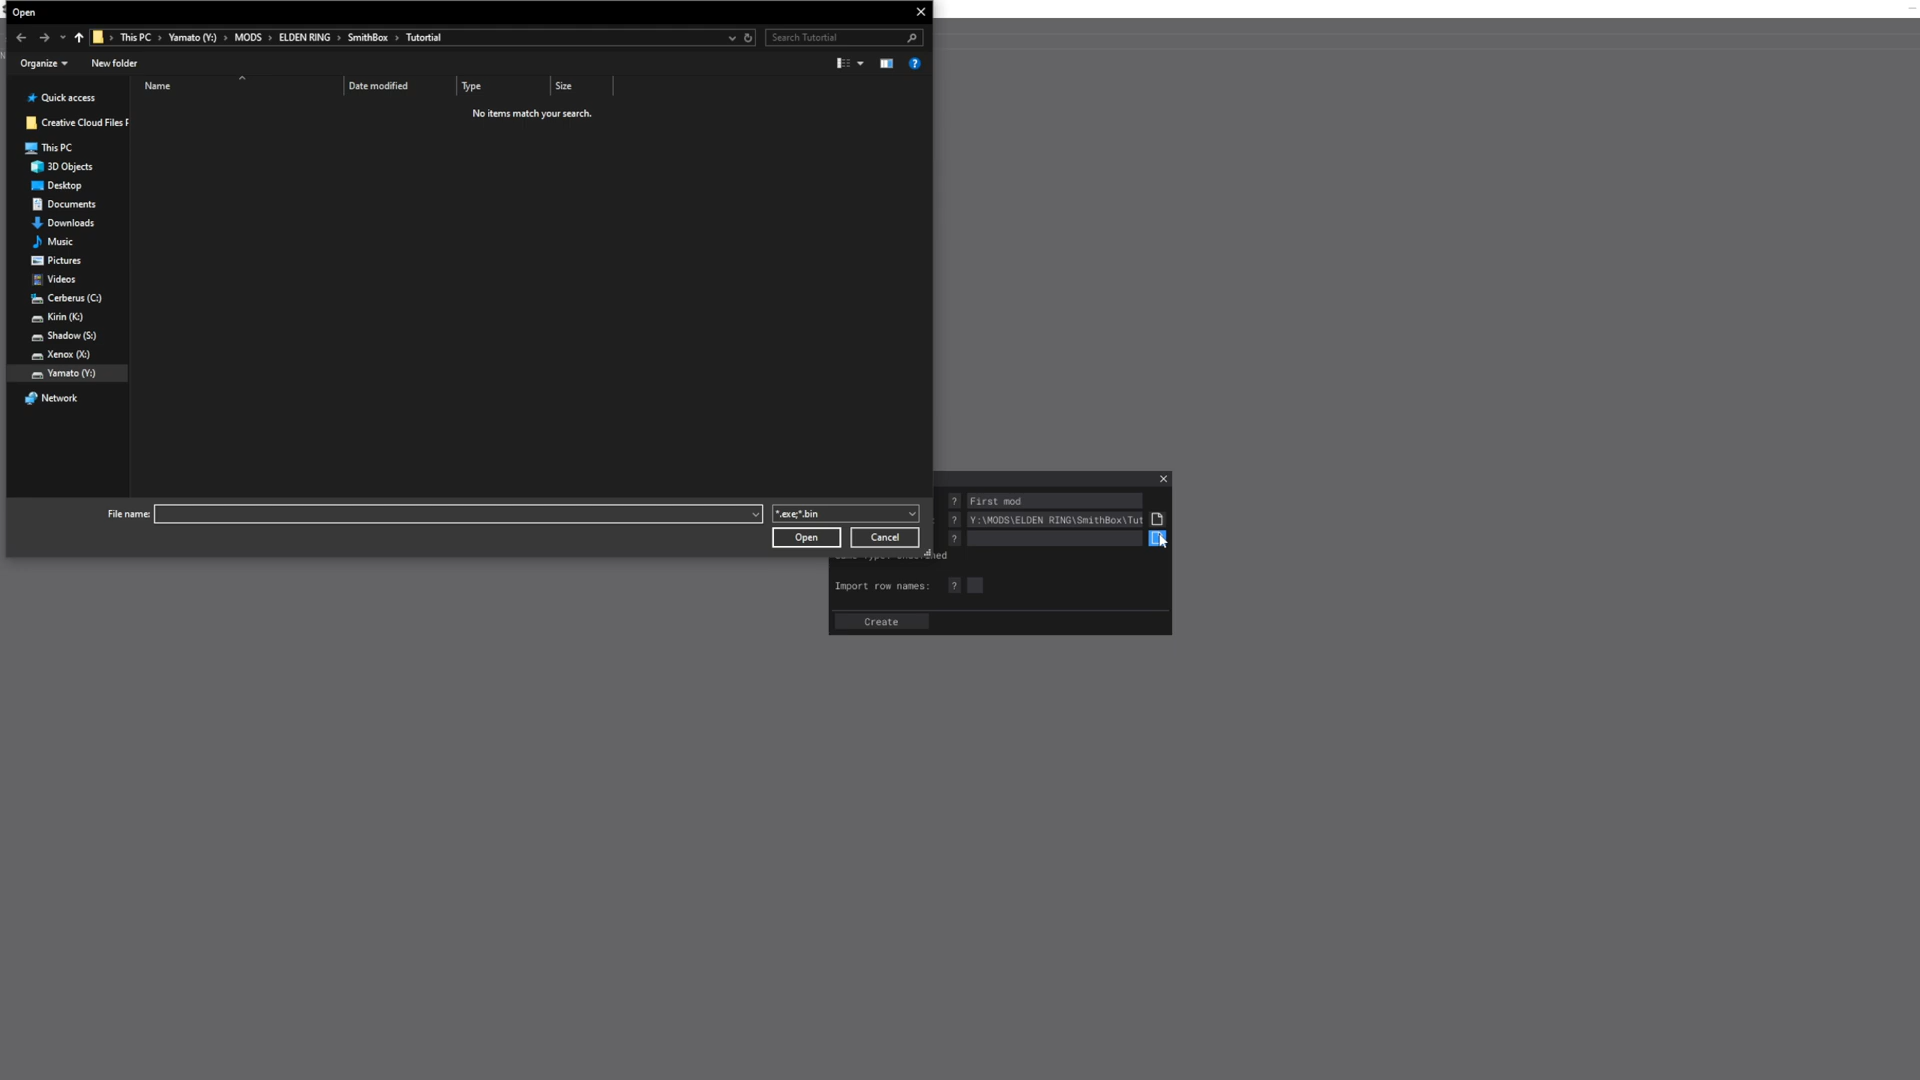 Open
This PC > Yamato (Y:) > MODS > ELDEN RING > SmithBox > Tutortial
Search Tutortial
Organize
New folder
Name
Date modified
Type
Size
No items match your search.
Quick access
Creative Cloud Files
This PC
3D Objects
Desktop
Documents
Downloads
Music
Pictures
Videos
Cerberus (C:)
Kirin (K:)
Shadow (S:)
Xenox (X:)
Yamato (Y:)
Network
File name:
*.exe;*.bin
Open
Cancel
? First mod
? Y:\MODS\ELDEN RING\SmithBox\Tut
?
Import row names: ?
Create